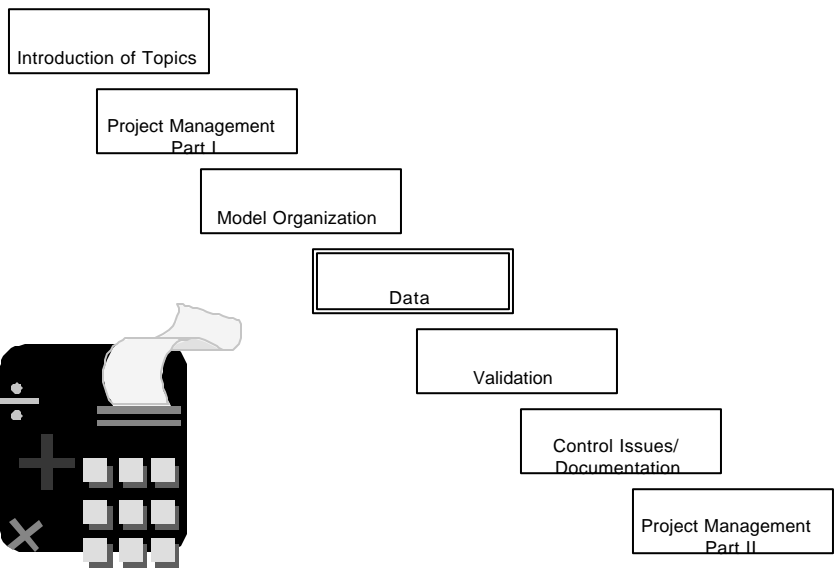 Introduction of Topics
Project Management
Part I
Model Organization
Data
Validation
Control Issues/
Documentation
Project Management
Part II